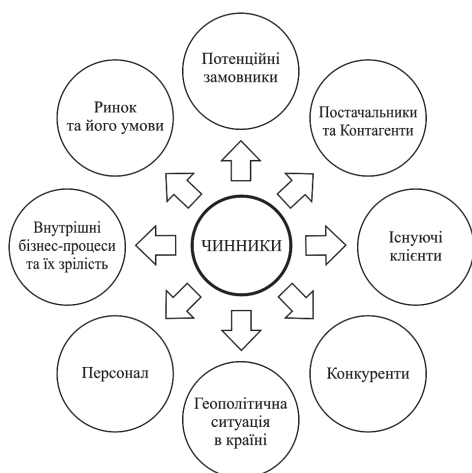 Потенційні
замовники
Ринок
та його умови
Постачальники
та Контагенти
Внутрішні
бізнес-процеси
та їх зрілість
ЧИННИКИ
Існуючі
клієнти
Персонал
Конкуренти
Геополітична
ситуація
в країні